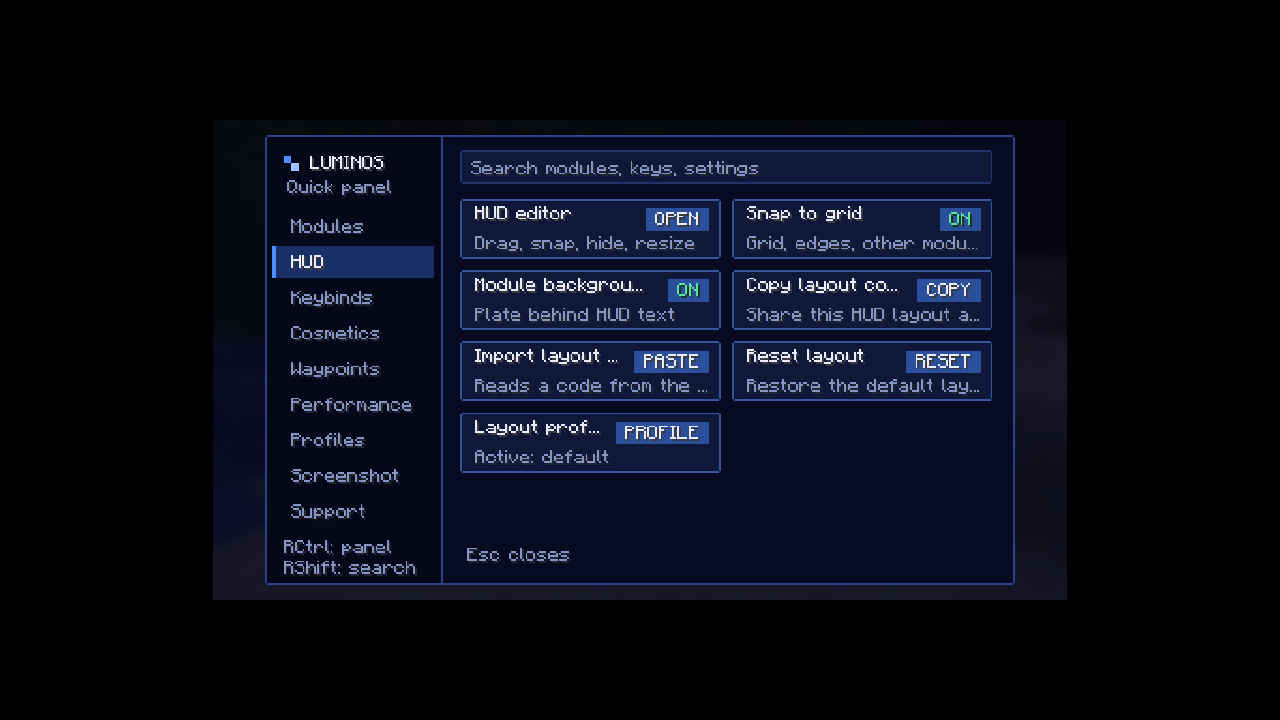 LUMINOS
Quick panel
Modules
HUD
Keybinds
Cosmetics
Waypoints
Performance
Profiles
Screenshot
Support
RCtrl: panel
RShift: search
Search modules, keys, settings
HUD editor
OPEN
Drag, snap, hide, resize
Snap to grid
ON
Grid, edges, other modu...
Module backgrou...
ON
Plate behind HUD text
Copy layout co...
COPY
Share this HUD layout a...
Import layout ...
PASTE
Reads a code from the ...
Reset layout
RESET
Restore the default lay...
Layout prof...
PROFILE
Active: default
Esc closes